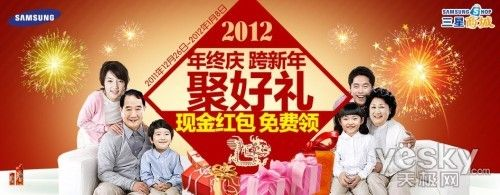 SAMSUNG
SAMSUNG SHOP
三星商城
2012
2011年12月26日-2012年1月8日
年终庆 跨新年
聚好礼
现金红包 免费领
yesky
天极网